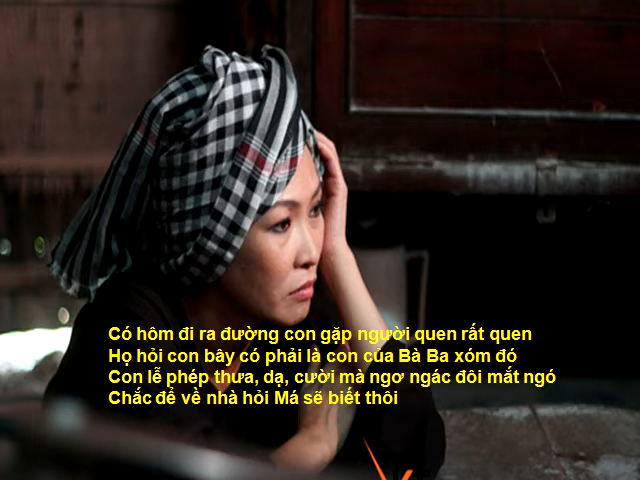 Có hôm đi ra đường con gặp người quen rất quen
Họ hỏi con bây có phải là con của Bà Ba xóm đó
Con lễ phép thưa, dạ, cười mà ngơ ngác đôi mắt ngó
Chắc để về nhà hỏi Má sẽ biết thôi